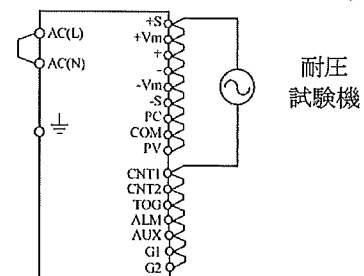 AC(L)
AC(N)
+S
+Vm
+
-
-Vm
-S
PC
COM
PV
CNT1
CNT2
TOG
ALM
AUX
G1
G2
耐圧
試験機